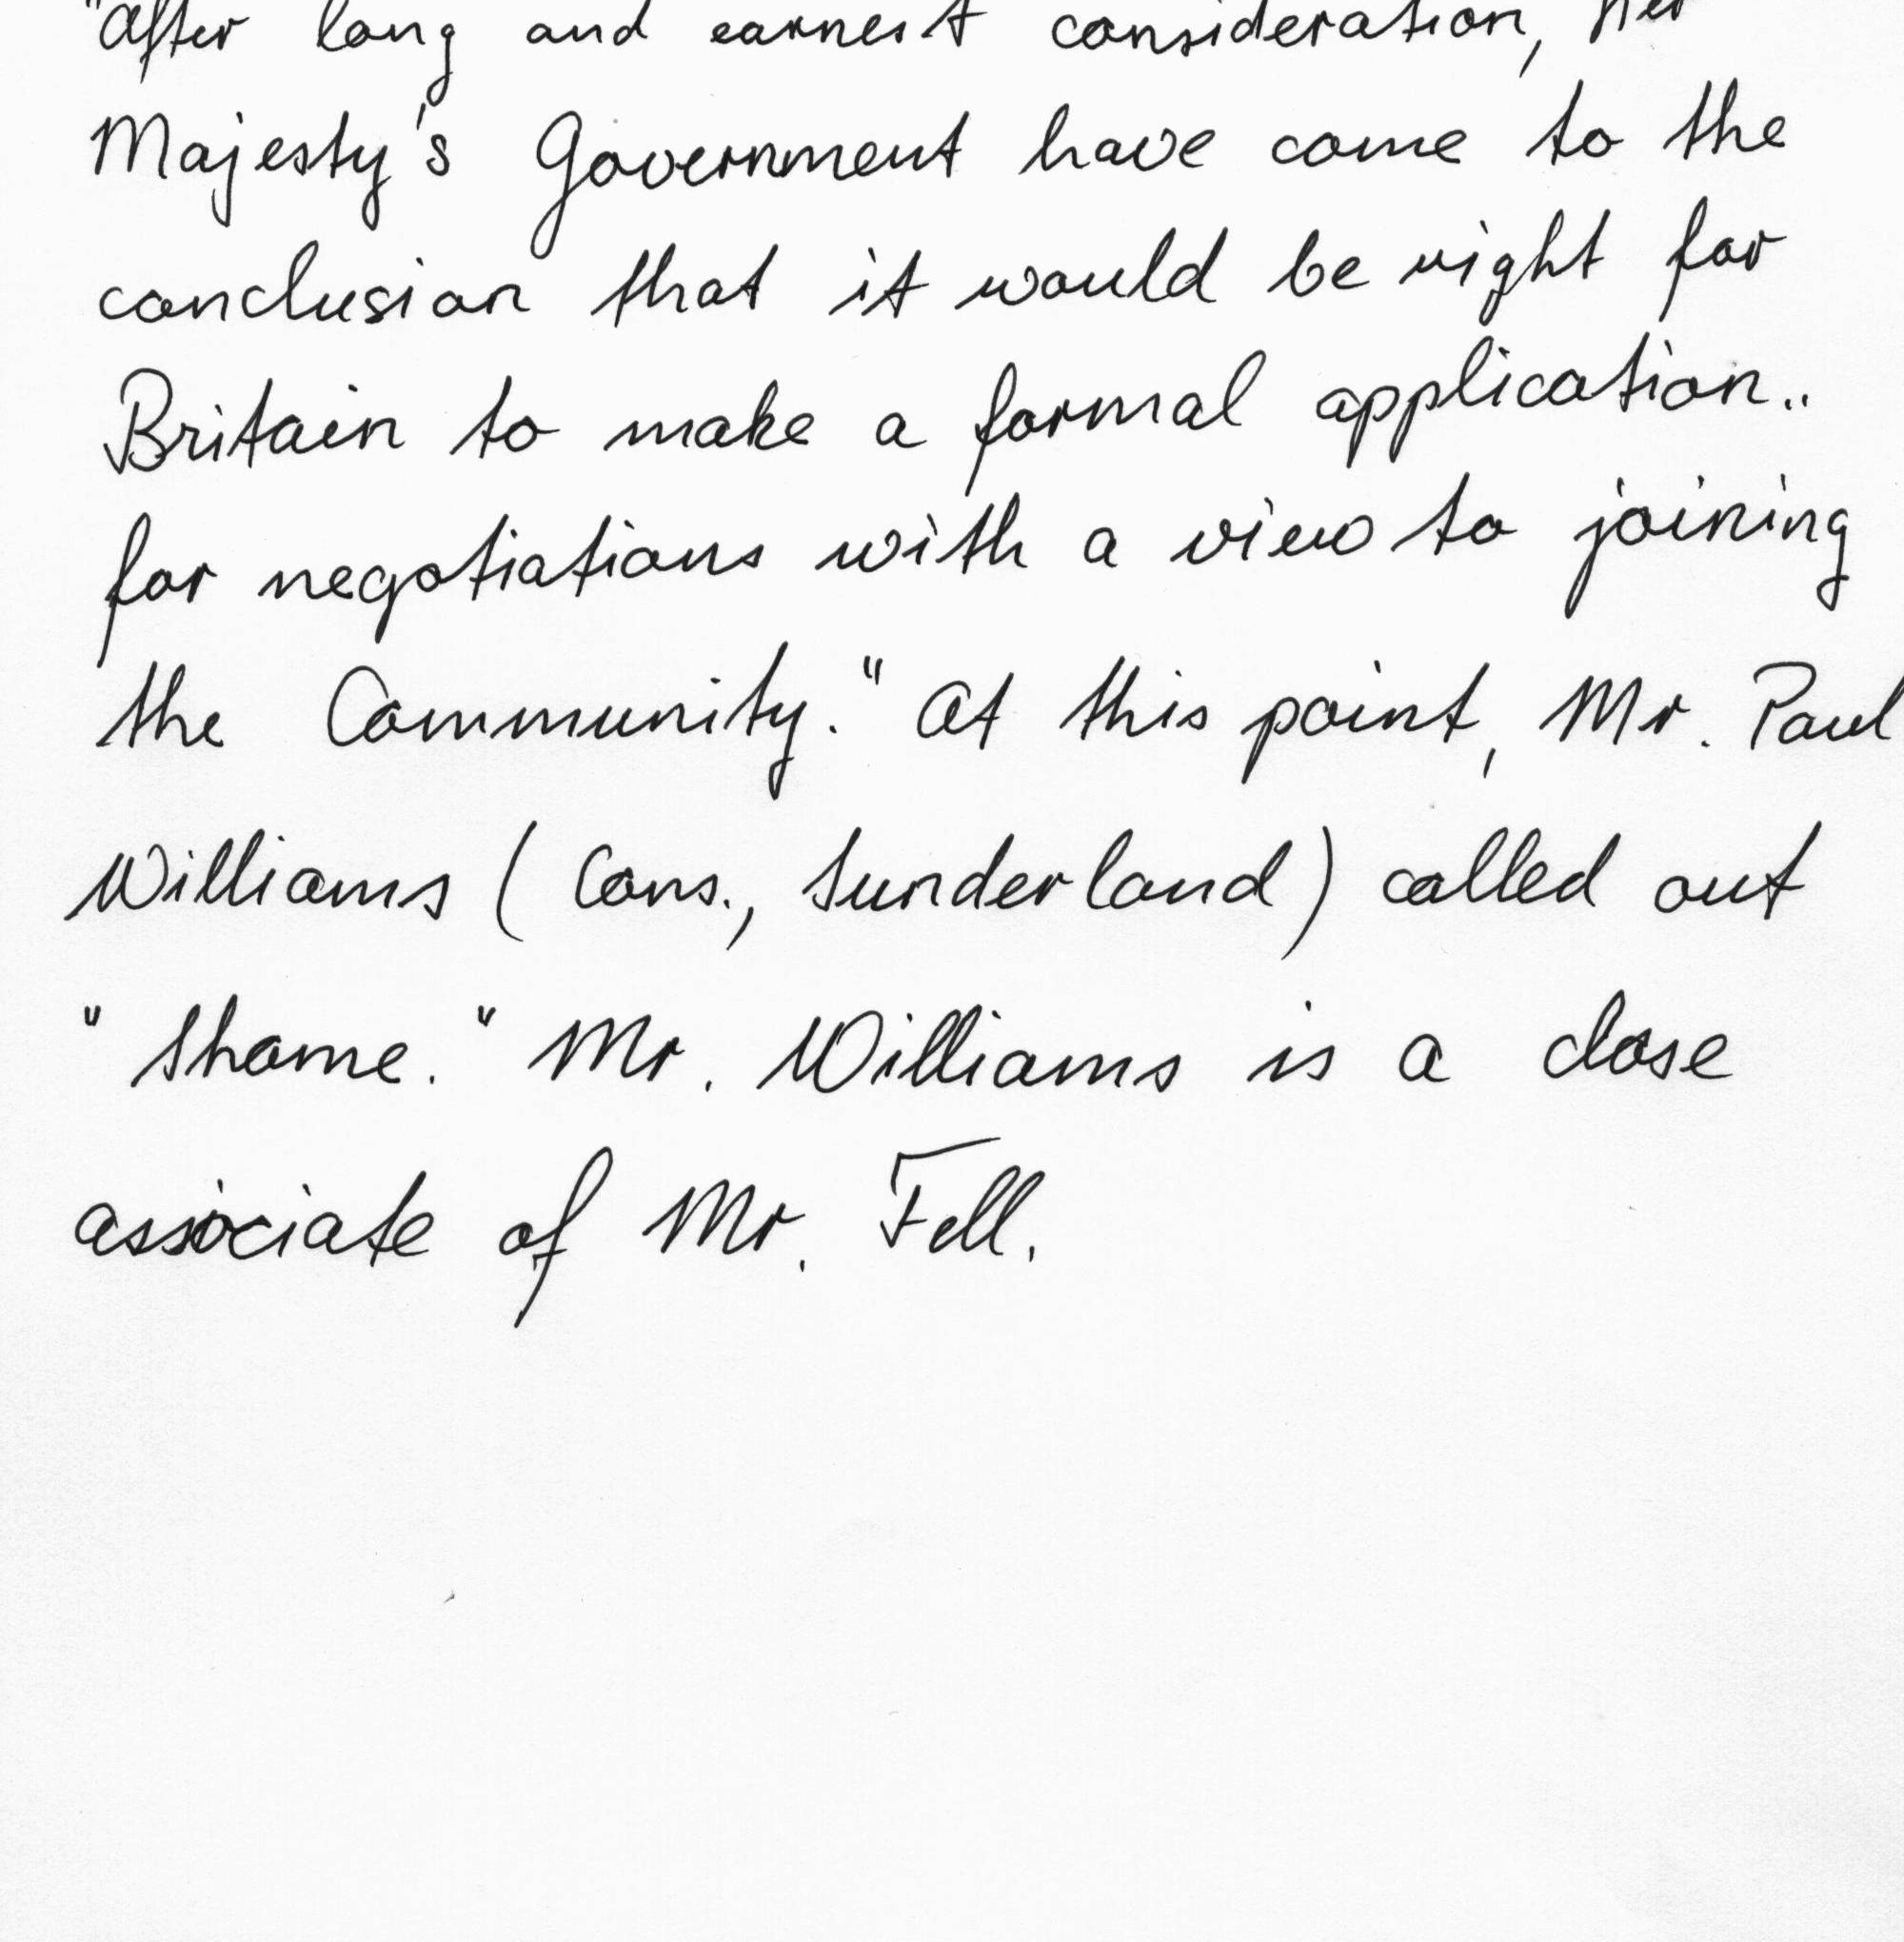 "After long and earnest consideration, Her
Majesty's Government have come to the
conclusion that it would be right for
Britain to make a formal application..
for negotiations with a view to joining
the Community." At this point, Mr. Paul
Williams (Cons., Sunderland) called out
"Shame." Mr. Williams is a close
associate of Mr. Fell.